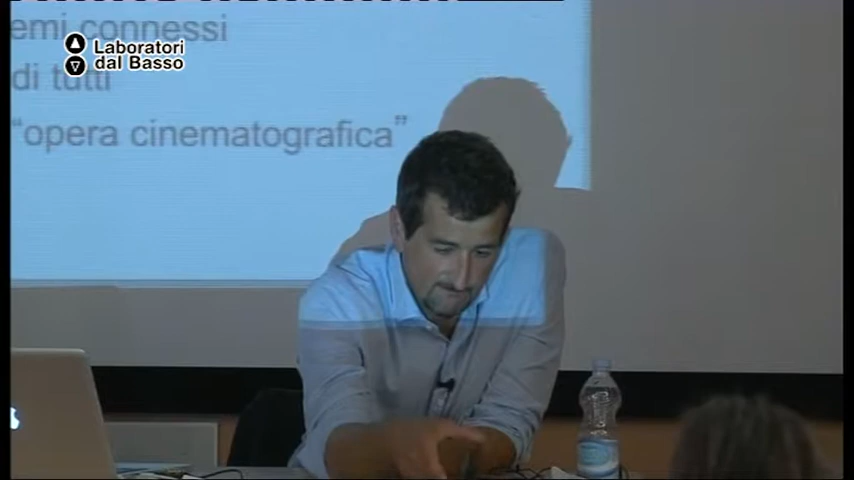 emi connessi
Laboratori
dal Basso
di tutti
“opera cinematografica”